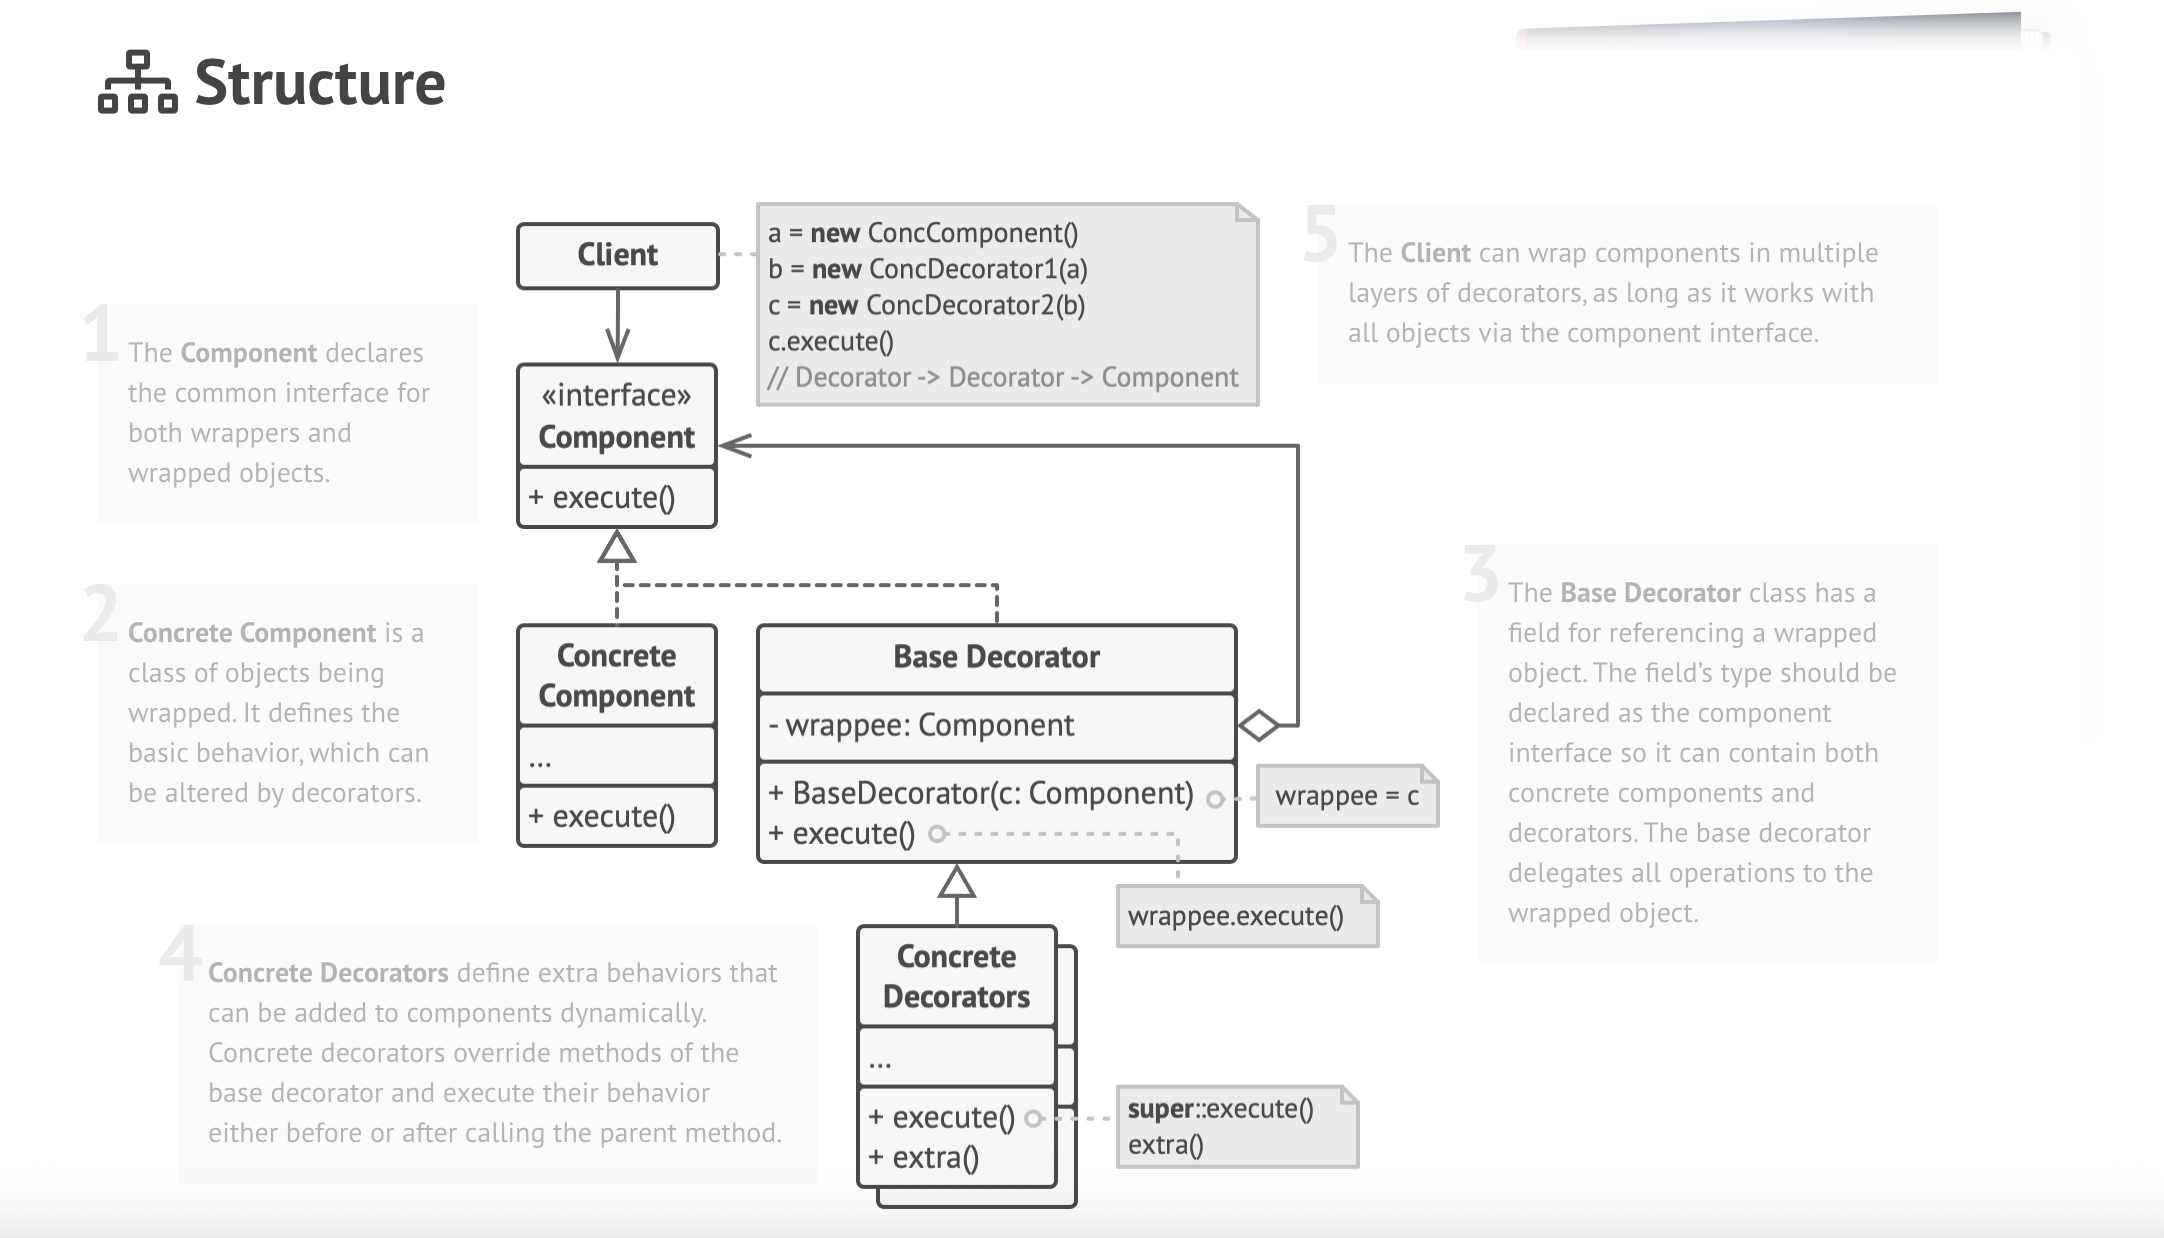 Structure
Client
a = new ConcComponent()
b = new ConcDecorator1(a)
c = new ConcDecorator2(b)
c.execute()
// Decorator -> Decorator -> Component
5
The Client can wrap components in multiple
layers of decorators, as long as it works with
all objects via the component interface.
1
The Component declares
the common interface for
both wrappers and
wrapped objects.
«interface»
Component
+ execute()
2
Concrete Component is a
class of objects being
wrapped. It defines the
basic behavior, which can
be altered by decorators.
Concrete
Component
...
+ execute()
Base Decorator
- wrappee: Component
+ BaseDecorator(c: Component)
+ execute()
wrappee = c
wrappee.execute()
3
The Base Decorator class has a
field for referencing a wrapped
object. The field’s type should be
declared as the component
interface so it can contain both
concrete components and
decorators. The base decorator
delegates all operations to the
wrapped object.
4
Concrete Decorators define extra behaviors that
can be added to components dynamically.
Concrete decorators override methods of the
base decorator and execute their behavior
either before or after calling the parent method.
Concrete
Decorators
...
+ execute()
+ extra()
super::execute()
extra()